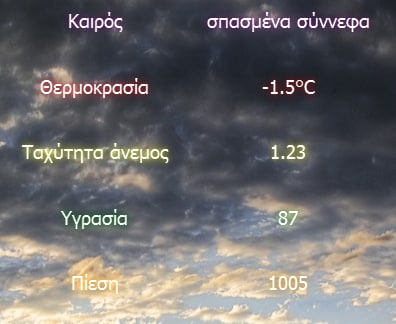 Καιρός σπασμένα σύννεφα
Θερμοκρασία -1.5°C
Ταχύτητα άνεμος 1.23
Υγρασία 87
Πίεση 1005